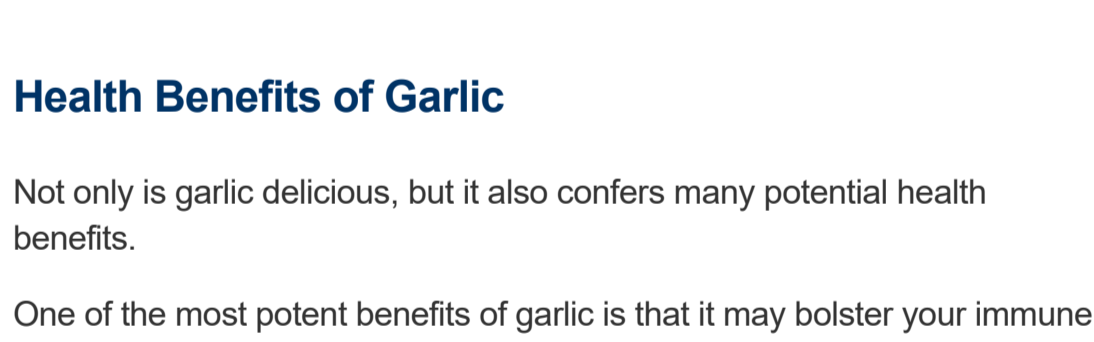 Health Benefits of Garlic
Not only is garlic delicious, but it also confers many potential health
benefits.
One of the most potent benefits of garlic is that it may bolster your immune